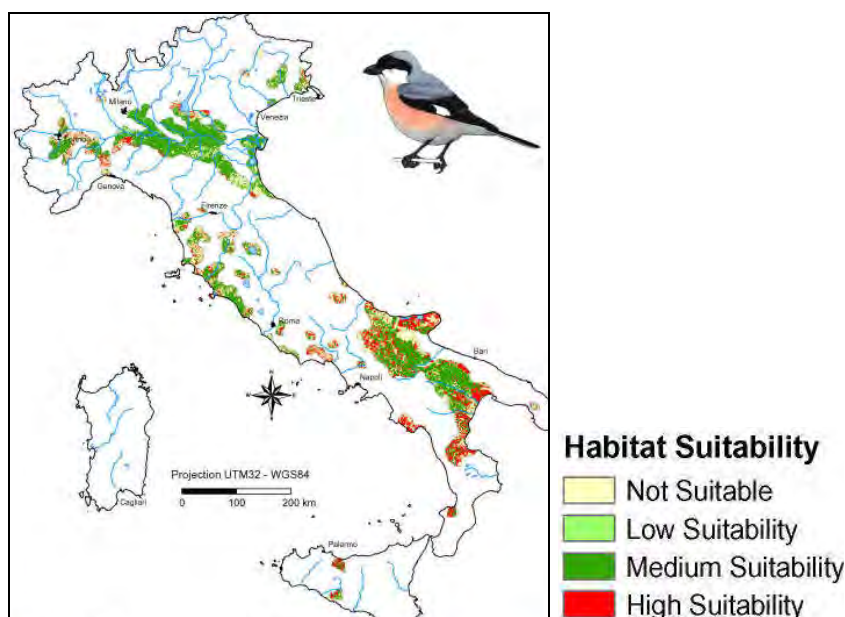 Milano
Trieste
Venezia
Genova
Firenze
Roma
Bari
Napoli
Projection UTM32 - WGS84
0 100 200 km
Cagliari
Palermo
Habitat Suitability
Not Suitable
Low Suitability
Medium Suitability
High Suitability